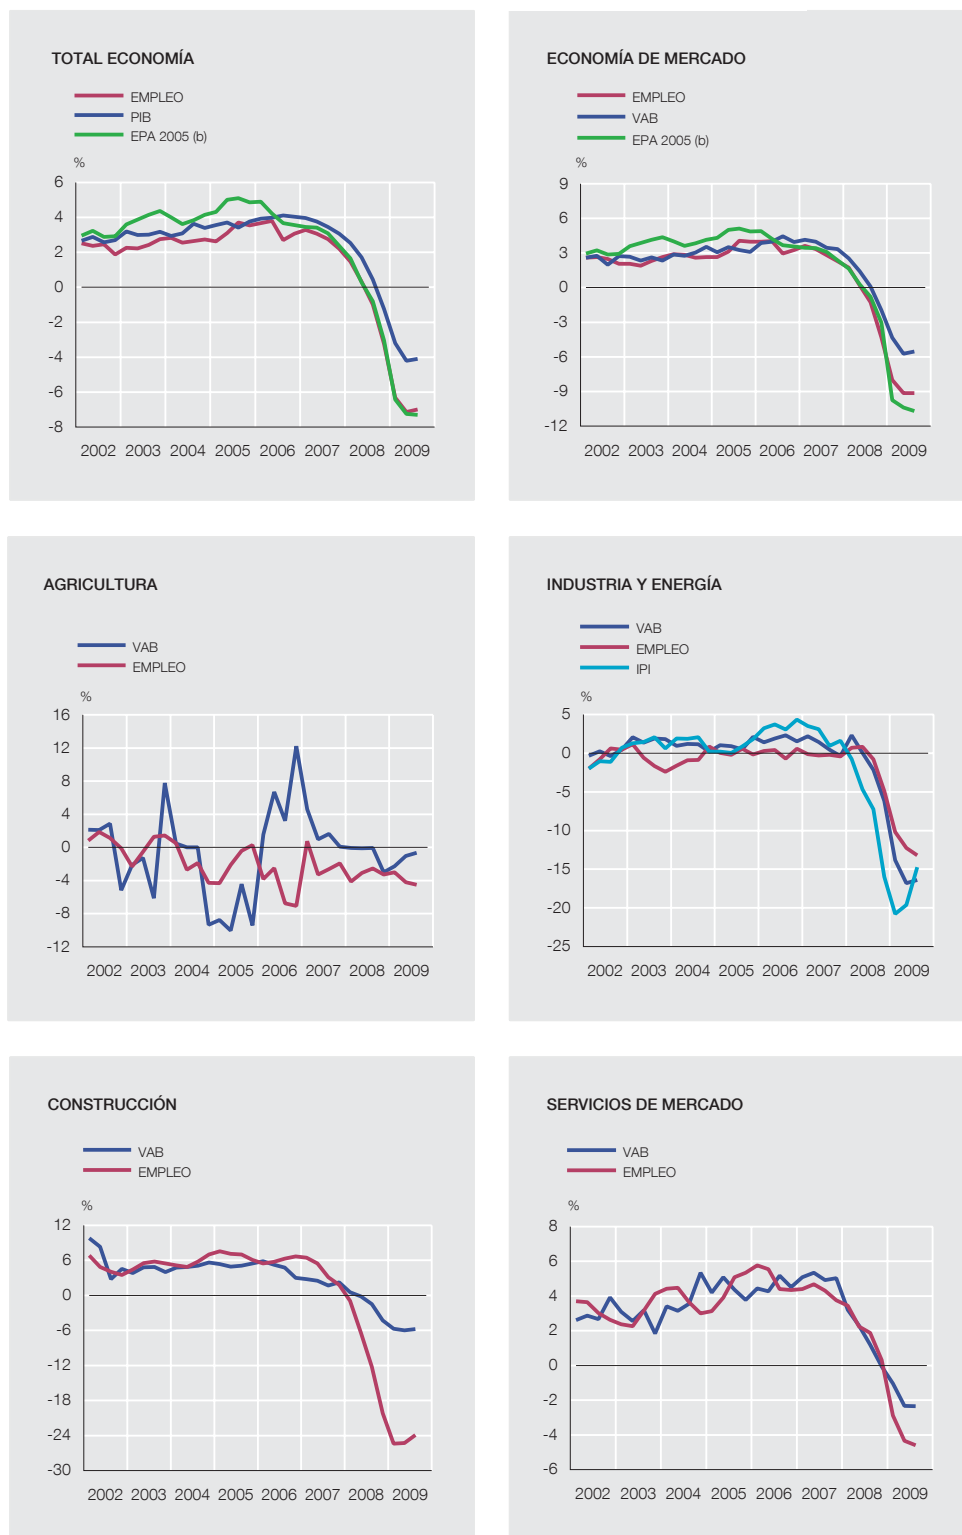 TOTAL ECONOMÍA
EMPLEO
PIB
EPA 2005 (b)
%
6
4
2
0
-2
-4
-6
-8
2002 2003 2004 2005 2006 2007 2008 2009
ECONOMÍA DE MERCADO
EMPLEO
VAB
EPA 2005 (b)
%
9
6
3
0
-3
-6
-9
-12
2002 2003 2004 2005 2006 2007 2008 2009
AGRICULTURA
VAB
EMPLEO
%
16
12
8
4
0
-4
-8
-12
2002 2003 2004 2005 2006 2007 2008 2009
INDUSTRIA Y ENERGÍA
VAB
EMPLEO
IPI
%
5
0
-5
-10
-15
-20
-25
2002 2003 2004 2005 2006 2007 2008 2009
CONSTRUCCIÓN
VAB
EMPLEO
%
12
6
0
-6
-12
-18
-24
-30
2002 2003 2004 2005 2006 2007 2008 2009
SERVICIOS DE MERCADO
VAB
EMPLEO
%
8
6
4
2
0
-2
-4
-6
2002 2003 2004 2005 2006 2007 2008 2009